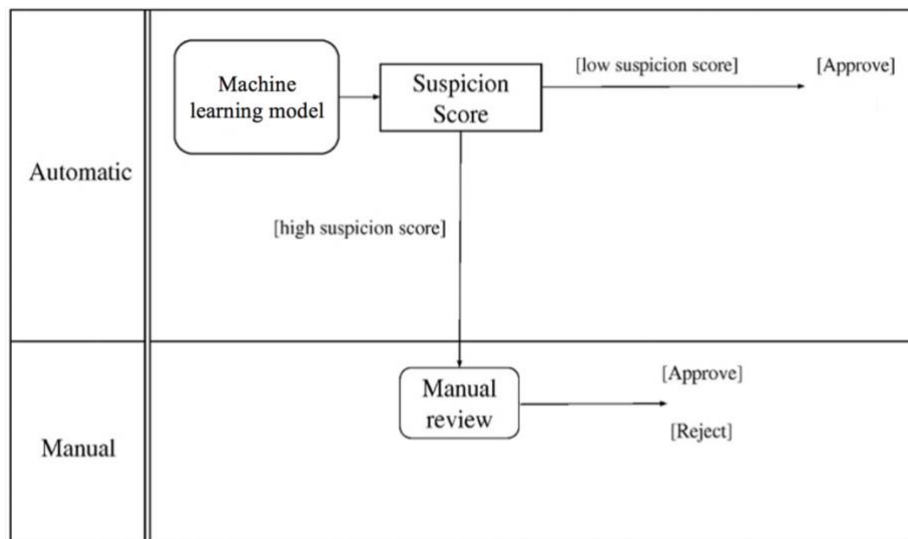 Automatic
Machine
learning model
Suspicion
Score
[low suspicion score]
[Approve]
[high suspicion score]
Manual
Manual
review
[Approve]
[Reject]